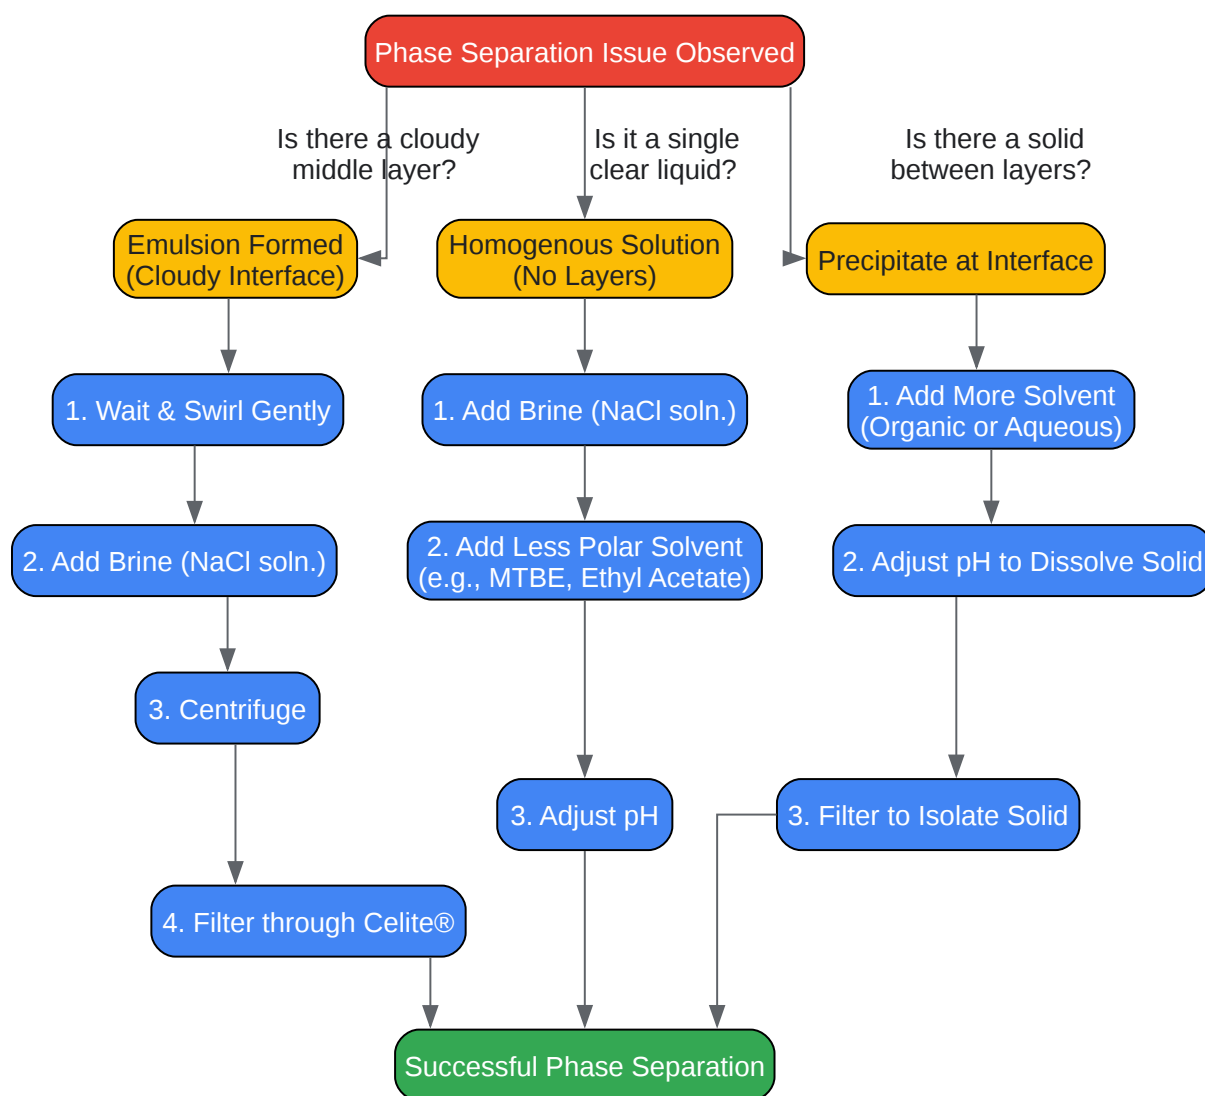 Phase Separation Issue Observed
Is there a cloudy
middle layer?
Is it a single
clear liquid?
Is there a solid
between layers?
Emulsion Formed
(Cloudy Interface)
Homogenous Solution
(No Layers)
Precipitate at Interface
1. Wait & Swirl Gently
1. Add Brine (NaCl soln.)
1. Add More Solvent
(Organic or Aqueous)
2. Add Brine (NaCl soln.)
2. Add Less Polar Solvent
(e.g., MTBE, Ethyl Acetate)
2. Adjust pH to Dissolve Solid
3. Centrifuge
3. Adjust pH
3. Filter to Isolate Solid
4. Filter through Celite®
Successful Phase Separation